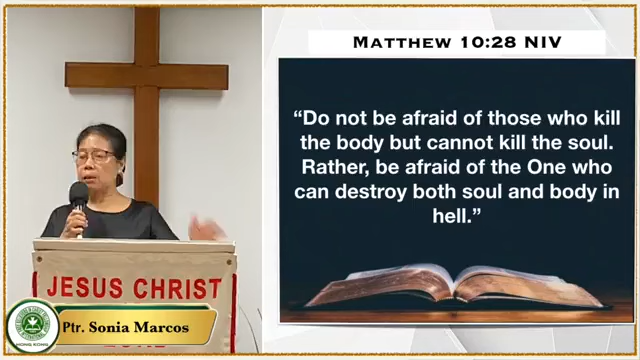 MATTHEW 10:28 NIV
“Do not be afraid of those who kill
the body but cannot kill the soul.
Rather, be afraid of the One who
can destroy both soul and body in
hell.”
JESUS CHRIST
Ptr. Sonia Marcos
HONG KONG